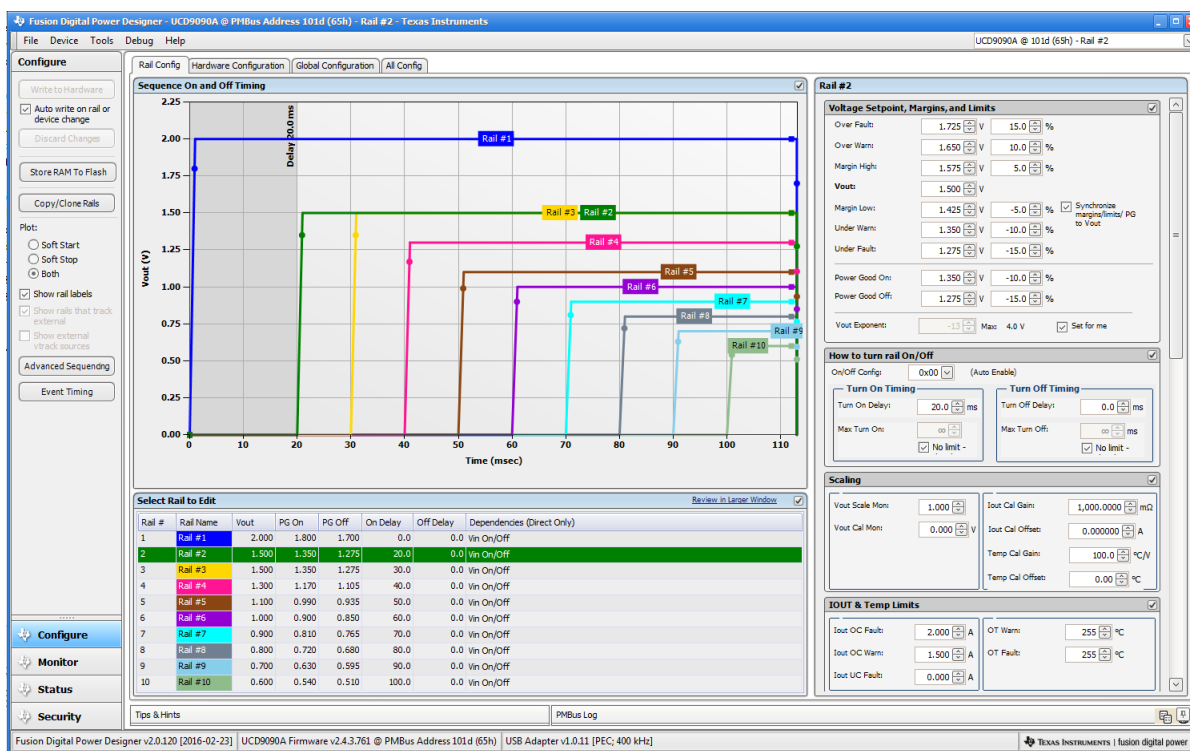 Fusion Digital Power Designer - UCD9090A @ PMBus Address 101d (65h) - Rail #2 - Texas Instruments
File Device Tools Debug Help
UCD9090A @ 101d (65h) - Rail #2
Configure
Write to Hardware
Auto write on rail or
device change
Discard Changes
Store RAM To Flash
Copy/Clone Rails
Plot:
Soft Start
Soft Stop
Both
Show rail labels
Show rails that track
external
Show external
vtrack sources
Advanced Sequendng
Event Timing
Configure
Monitor
Status
Security
Rail Config Hardware Configuration Global Configuration All Config
Sequence On and Off Timing
2.25
2.00
1.75
1.50
1.25
1.00
0.75
0.50
0.25
0.00
Vout (V)
Delay 20.0 ms
Rail #1
Rail #3
Rail #2
Rail #4
Rail #5
Rail #6
Rail #7
Rail #8
Rail #9
Rail #10
0 10 20 30 40 50 60 70 80 90 100 110
Time (msec)
Select Rail to Edit
Review in Larger Window
Rail # Rail Name Vout PG On PG Off On Delay Off Delay Dependencies (Direct Only)
1 Rail #1 2.000 1.800 1.700 0.0 0.0 Vin On/Off
2 Rail #2 1.500 1.350 1.275 20.0 0.0 Vin On/Off
3 Rail #3 1.500 1.350 1.275 30.0 0.0 Vin On/Off
4 Rail #4 1.300 1.170 1.105 40.0 0.0 Vin On/Off
5 Rail #5 1.100 0.990 0.935 50.0 0.0 Vin On/Off
6 Rail #6 1.000 0.900 0.850 60.0 0.0 Vin On/Off
7 Rail #7 0.900 0.810 0.765 70.0 0.0 Vin On/Off
8 Rail #8 0.800 0.720 0.680 80.0 0.0 Vin On/Off
9 Rail #9 0.700 0.630 0.595 90.0 0.0 Vin On/Off
10 Rail #10 0.600 0.540 0.510 100.0 0.0 Vin On/Off
Rail #2
Voltage Setpoint, Margins, and Limits
Over Fault: 1.725 V 15.0 %
Over Warn: 1.650 V 10.0 %
Margin High: 1.575 V 5.0 %
Vout: 1.500 V
Margin Low: 1.425 V -5.0 %
Synchronize
margins/limits/ PG
to Vout
Under Warn: 1.350 V -10.0 %
Under Fault: 1.275 V -15.0 %
Power Good On: 1.350 V -10.0 %
Power Good Off: 1.275 V -15.0 %
Vout Exponent: -13 Max: 4.0 V Set for me
How to turn rail On/Off
On/Off Config: 0x00 (Auto Enable)
Turn On Timing
Turn On Delay: 20.0 ms
Max Turn On: ∞
No limit -
Turn Off Timing
Turn Off Delay: 0.0 ms
Max Turn Off: ∞ ms
No limit -
Scaling
Vout Scale Mon: 1.000
Vout Cal Mon: 0.000 V
Iout Cal Gain: 1,000.0000 mΩ
Iout Cal Offset: 0.000000 A
Temp Cal Gain: 100.0 °C/V
Temp Cal Offset: 0.00 °C
IOUT & Temp Limits
Iout OC Fault: 2.000 A
Iout OC Warn: 1.500 A
Iout UC Fault: 0.000 A
OT Warn: 255 °C
OT Fault: 255 °C
Tips & Hints
PMBus Log
Fusion Digital Power Designer v2.0.120 [2016-02-23] UCD9090A Firmware v2.4.3.761 @ PMBus Address 101d (65h) USB Adapter v1.0.11 [PEC; 400 kHz]
TEXAS INSTRUMENTS | fusion digital power